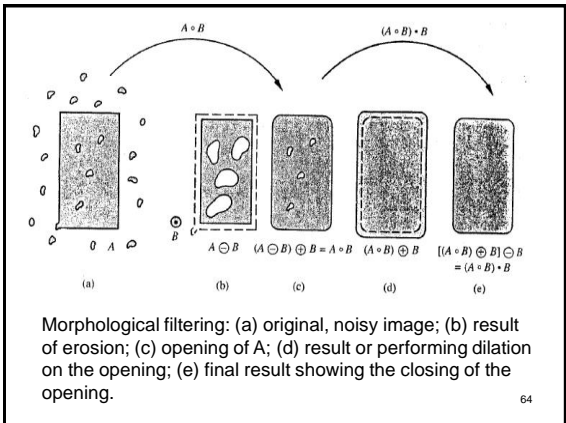 A ∘ B
(A ∘ B) • B
A
B
A ⊖ B
(A ⊖ B) ⊕ B = A ∘ B
(A ∘ B) ⊕ B
[(A ∘ B) ⊕ B] ⊖ B
= (A ∘ B) • B
(a)
(b)
(c)
(d)
(e)
Morphological filtering: (a) original, noisy image; (b) result
of erosion; (c) opening of A; (d) result or performing dilation
on the opening; (e) final result showing the closing of the
opening.
64